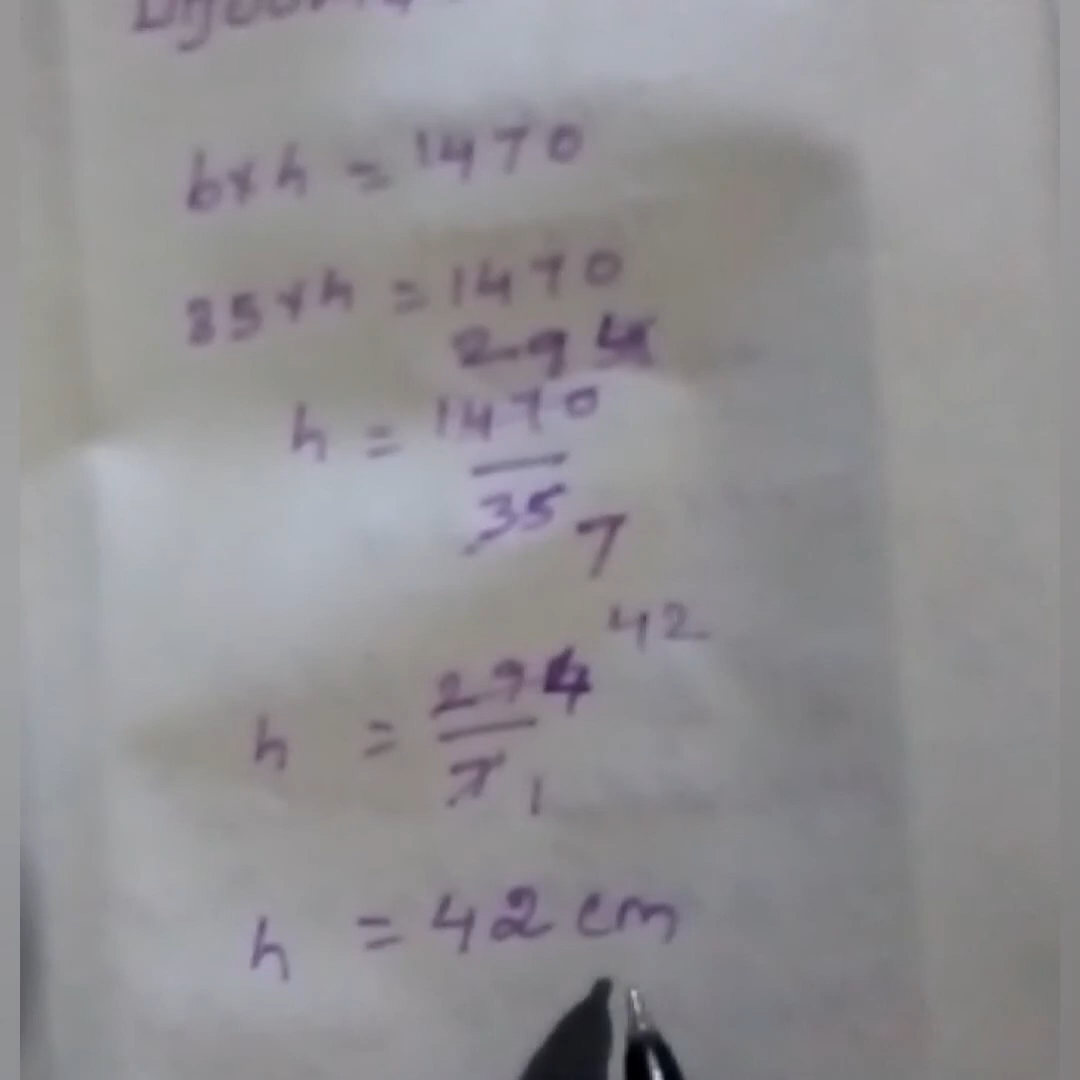 b×h = 1470
35×h = 1470
294
h = 1470
35 7
42
h = 294
7 1
h = 42 cm